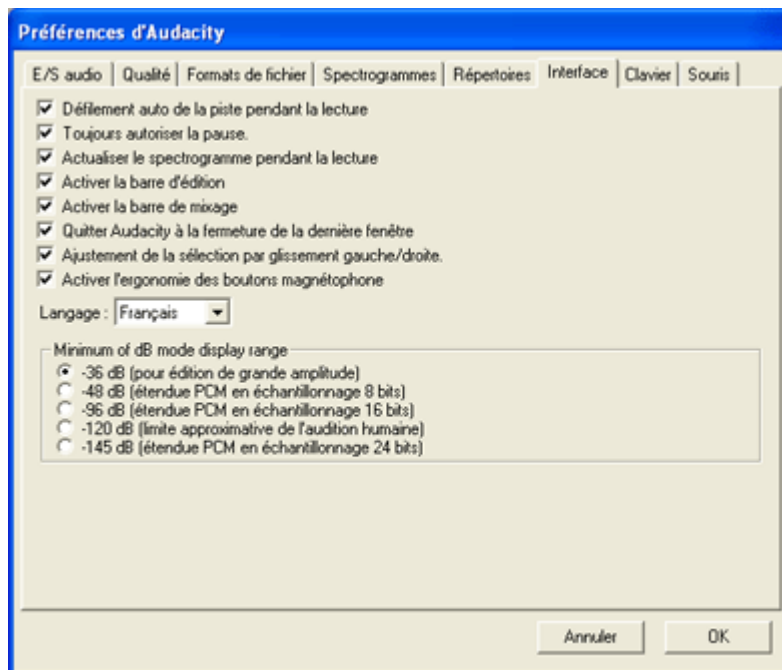 Préférences d'Audacity
E/S audio Qualité Formats de fichier Spectrogrammes Répertoires Interface Clavier Souris
Défilement auto de la piste pendant la lecture
Toujours autoriser la pause.
Actualiser le spectrogramme pendant la lecture
Activer la barre d'édition
Activer la barre de mixage
Quitter Audacity à la fermeture de la dernière fenêtre
Ajustement de la sélection par glissement gauche/droite.
Activer l'ergonomie des boutons magnétophone
Langage : Français
Minimum of dB mode display range
-36 dB (pour édition de grande amplitude)
-48 dB (étendue PCM en échantillonnage 8 bits)
-96 dB (étendue PCM en échantillonnage 16 bits)
-120 dB (limite approximative de l'audition humaine)
-145 dB (étendue PCM en échantillonnage 24 bits)
Annuler OK